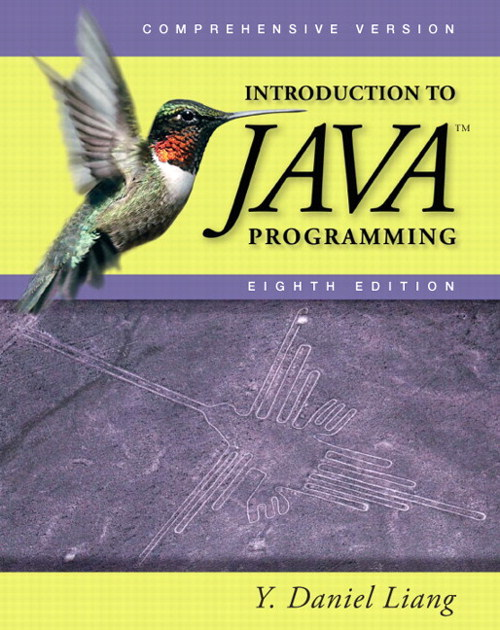 COMPREHENSIVE VERSION
INTRODUCTION TO
JAVA™
PROGRAMMING
EIGHTH EDITION
Y. Daniel Liang